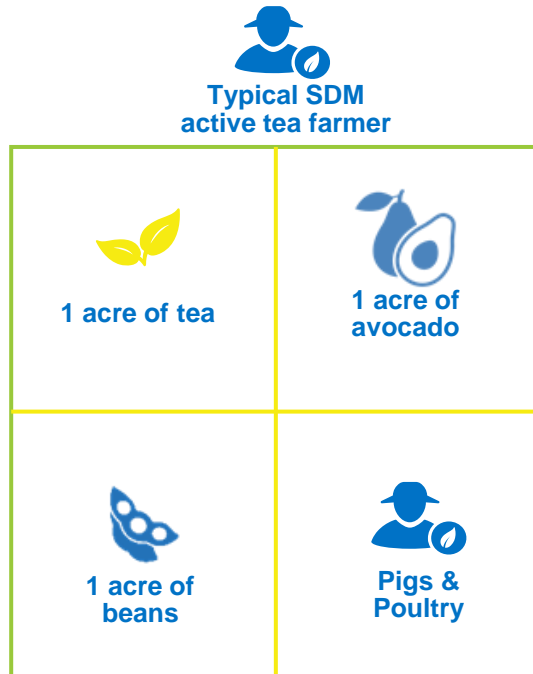 Typical SDM
active tea farmer
1 acre of tea
1 acre of
avocado
1 acre of
beans
Pigs &
Poultry